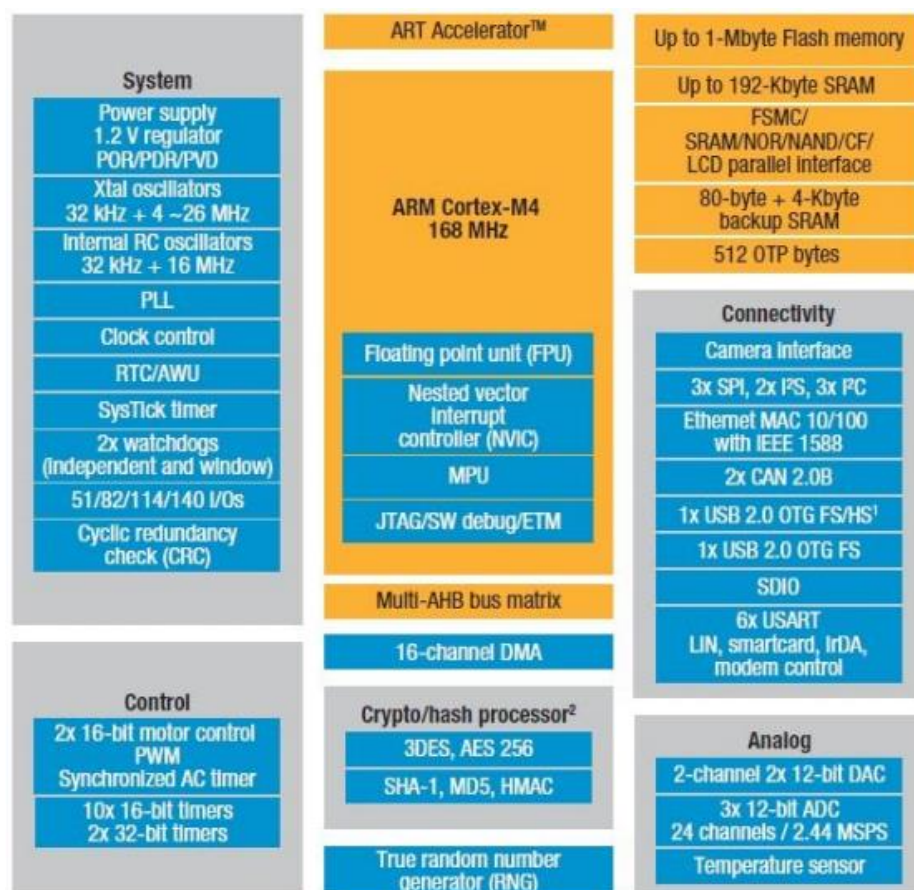 System
Power supply
1.2 V regulator
POR/PDR/PVD
Xtal oscillators
32 kHz + 4 ~26 MHz
Internal RC oscillators
32 kHz + 16 MHz
PLL
Clock control
RTC/AWU
SysTick timer
2x watchdogs
(independent and window)
51/82/114/140 I/Os
Cyclic redundancy
check (CRC)
Control
2x 16-bit motor control
PWM
Synchronized AC timer
10x 16-bit timers
2x 32-bit timers
ART Accelerator™
ARM Cortex-M4
168 MHz
Floating point unit (FPU)
Nested vector
interrupt
controller (NVIC)
MPU
JTAG/SW debug/ETM
Multi-AHB bus matrix
16-channel DMA
Crypto/hash processor²
3DES, AES 256
SHA-1, MD5, HMAC
True random number
generator (RNG)
Up to 1-Mbyte Flash memory
Up to 192-Kbyte SRAM
FSMC/
SRAM/NOR/NAND/CF/
LCD parallel interface
80-byte + 4-Kbyte
backup SRAM
512 OTP bytes
Connectivity
Camera interface
3x SPI, 2x I²S, 3x I²C
Ethernet MAC 10/100
with IEEE 1588
2x CAN 2.0B
1x USB 2.0 OTG FS/HS¹
1x USB 2.0 OTG FS
SDIO
6x USART
LIN, smartcard, IrDA,
modem control
Analog
2-channel 2x 12-bit DAC
3x 12-bit ADC
24 channels / 2.44 MSPS
Temperature sensor